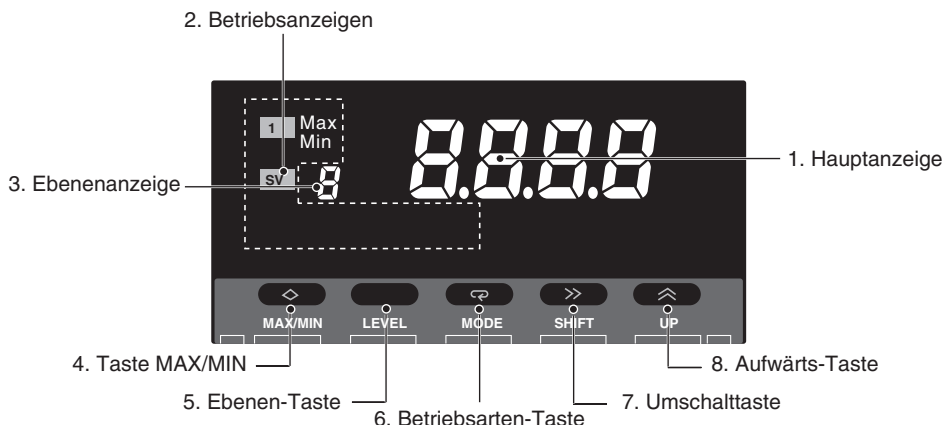 2. Betriebsanzeigen
1 Max
Min
8.8.8.8
1. Hauptanzeige
3. Ebenenanzeige
SV 8
MAX/MIN LEVEL MODE SHIFT UP
4. Taste MAX/MIN
8. Aufwärts-Taste
5. Ebenen-Taste
7. Umschalttaste
6. Betriebsarten-Taste